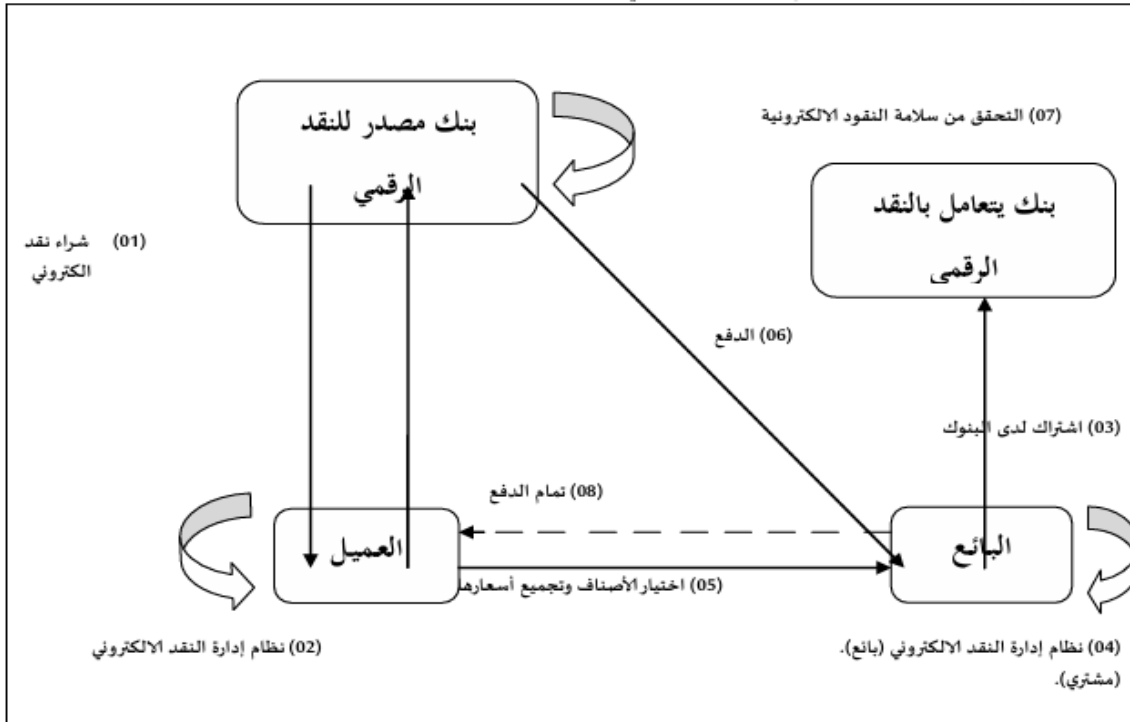 بنك مصدر للنقد
الرقمي
(07) التحقق من سلامة النقود الالكترونية
بنك يتعامل بالنقد
الرقمي
(01) شراء نقد
الكتروني
(06) الدفع
(03) اشتراك لدى البنوك
(08) تمام الدفع
العميل
البائع
(05) اختيار الأصناف وتجميع أسعارها
(02) نظام إدارة النقد الالكتروني
(04) نظام إدارة النقد الالكتروني (بائع).
(مشتري).